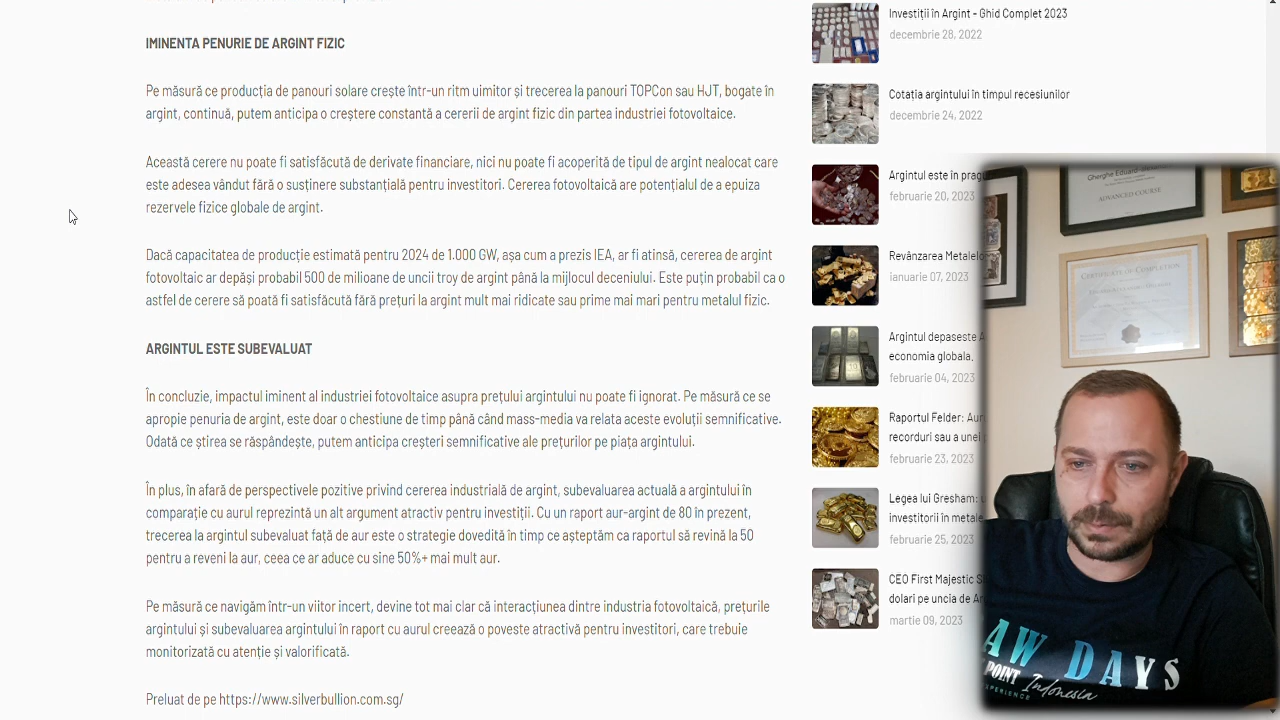 IMINENTA PENURIE DE ARGINT FIZIC
Pe măsură ce producția de panouri solare crește într-un ritm uimitor și trecerea la panouri TOPCon sau HJT, bogate în
argint, continuă, putem anticipa o creștere constantă a cererii de argint fizic din partea industriei fotovoltaice.
Această cerere nu poate fi satisfăcută de derivate financiare, nici nu poate fi acoperită de tipul de argint nealocat care
este adesea vândut fără o susținere substanțială pentru investitori. Cererea fotovoltaică are potențialul de a epuiza
rezervele fizice globale de argint.
Dacă capacitatea de producție estimată pentru 2024 de 1.000 GW, așa cum a prezis IEA, ar fi atinsă, cererea de argint
fotovoltaic ar depăși probabil 500 de milioane de uncii troy de argint până la mijlocul deceniului. Este puțin probabil ca o
astfel de cerere să poată fi satisfăcută fără prețuri la argint mult mai ridicate sau prime mai mari pentru metalul fizic.
ARGINTUL ESTE SUBEVALUAT
În concluzie, impactul iminent al industriei fotovoltaice asupra prețului argintului nu poate fi ignorat. Pe măsură ce se
apropie penuria de argint, este doar o chestiune de timp până când mass-media va relata aceste evoluții semnificative.
Odată ce știrea se răspândește, putem anticipa creșteri semnificative ale prețurilor pe piața argintului.
În plus, în afară de perspectivele pozitive privind cererea industrială de argint, subevaluarea actuală a argintului în
comparație cu aurul reprezintă un alt argument atractiv pentru investiții. Cu un raport aur-argint de 80 în prezent,
trecerea la argintul subevaluat față de aur este o strategie dovedită în timp ce așteptăm ca raportul să revină la 50
pentru a reveni la aur, ceea ce ar aduce cu sine 50%+ mai mult aur.
Pe măsură ce navigăm într-un viitor incert, devine tot mai clar că interacțiunea dintre industria fotovoltaică, prețurile
argintului și subevaluarea argintului în raport cu aurul creează o poveste atractivă pentru investitori, care trebuie
monitorizată cu atenție și valorificată.
Preluat de pe https://www.silverbullion.com.sg/
Investiții în Argint - Ghid Complet 2023
decembrie 28, 2022
Cotația argintului în timpul recesiunilor
decembrie 24, 2022
Argintul este în
februarie 20, 2023
Revânzarea
ianuarie 07, 2023
Argintul depaseste
economia globala.
februarie 04, 2023
Raportul Felder:
recorduri sau a unei
februarie 23, 2023
Legea lui Gresham:
investitorii în
februarie 25, 2023
CEO First Majestic
dolari pe uncia de
martie 09, 2023
Gherghe Eduard
ADVANCED COURSE
CERTIFICATE OF COMPLETION
AW DAYS
POINT
Indonesia